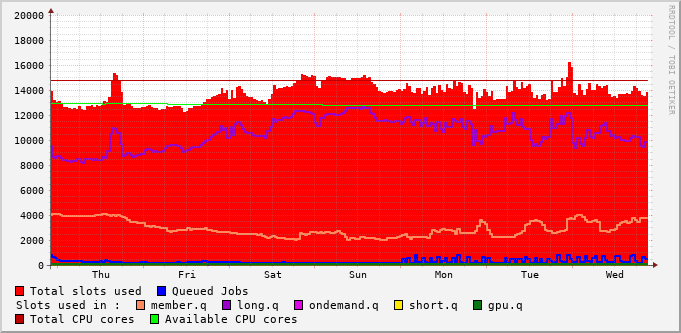 20000
18000
16000
14000
12000
10000
8000
6000
4000
2000
0
Thu Fri Sat Sun Mon Tue Wed
RRDTOOL / TOBI OETIKER
Total slots used Queued Jobs
Slots used in : member.q long.q ondemand.q short.q gpu.q
Total CPU cores Available CPU cores